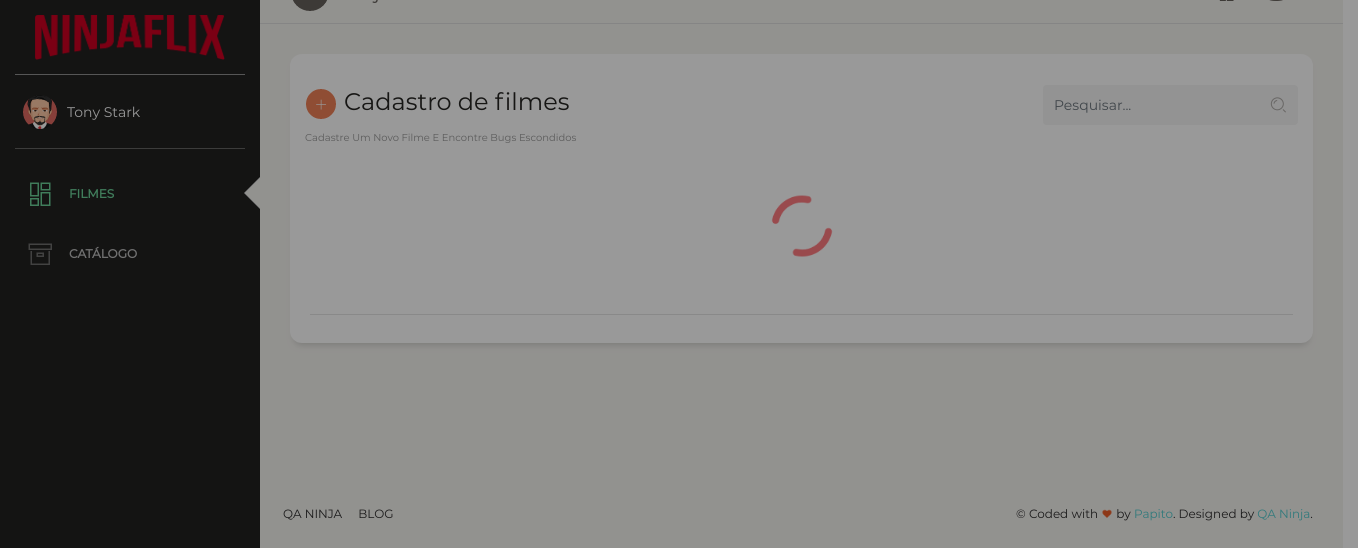 NINJAFLIX
Tony Stark
FILMES
CATÁLOGO
Cadastro de filmes
Pesquisar...
Cadastre Um Novo Filme E Encontre Bugs Escondidos
QA NINJA BLOG
© Coded with ♥ by Papito. Designed by QA Ninja.